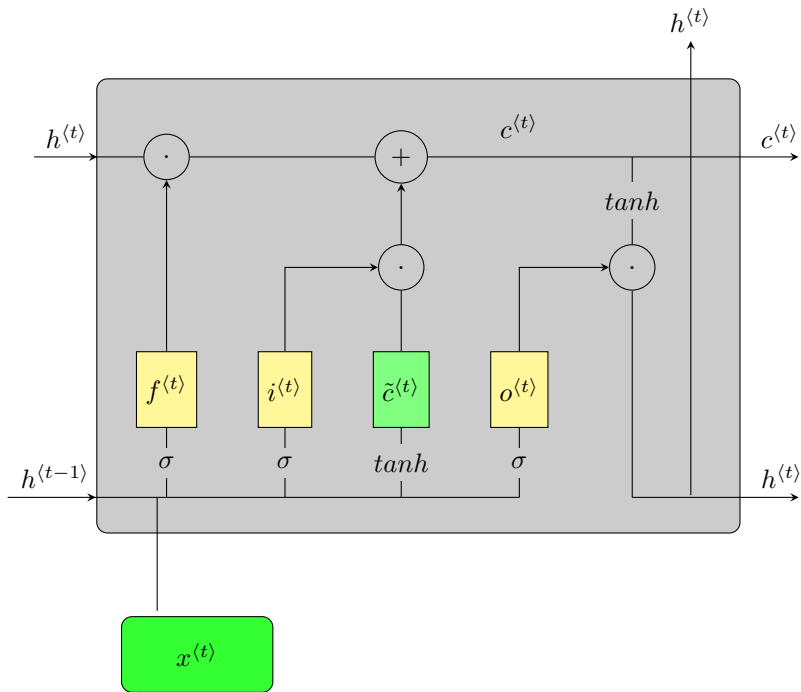 h⟨t⟩
h⟨t⟩
·
+
c⟨t⟩
c⟨t⟩
tanh
·
·
f⟨t⟩
i⟨t⟩
c̃⟨t⟩
o⟨t⟩
σ
σ
tanh
σ
h⟨t−1⟩
h⟨t⟩
x⟨t⟩